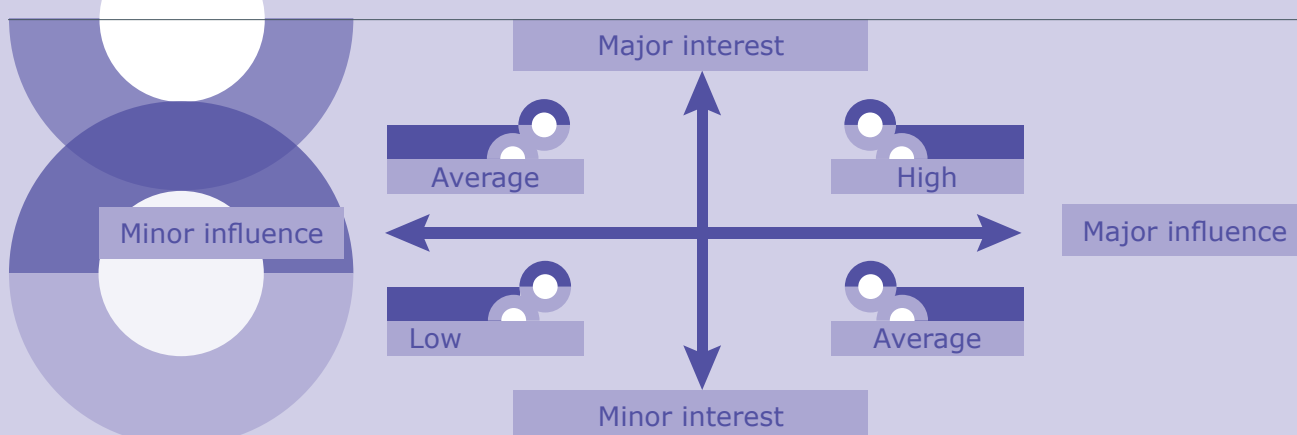 Major interest
Average
High
Minor influence
Major influence
Low
Average
Minor interest